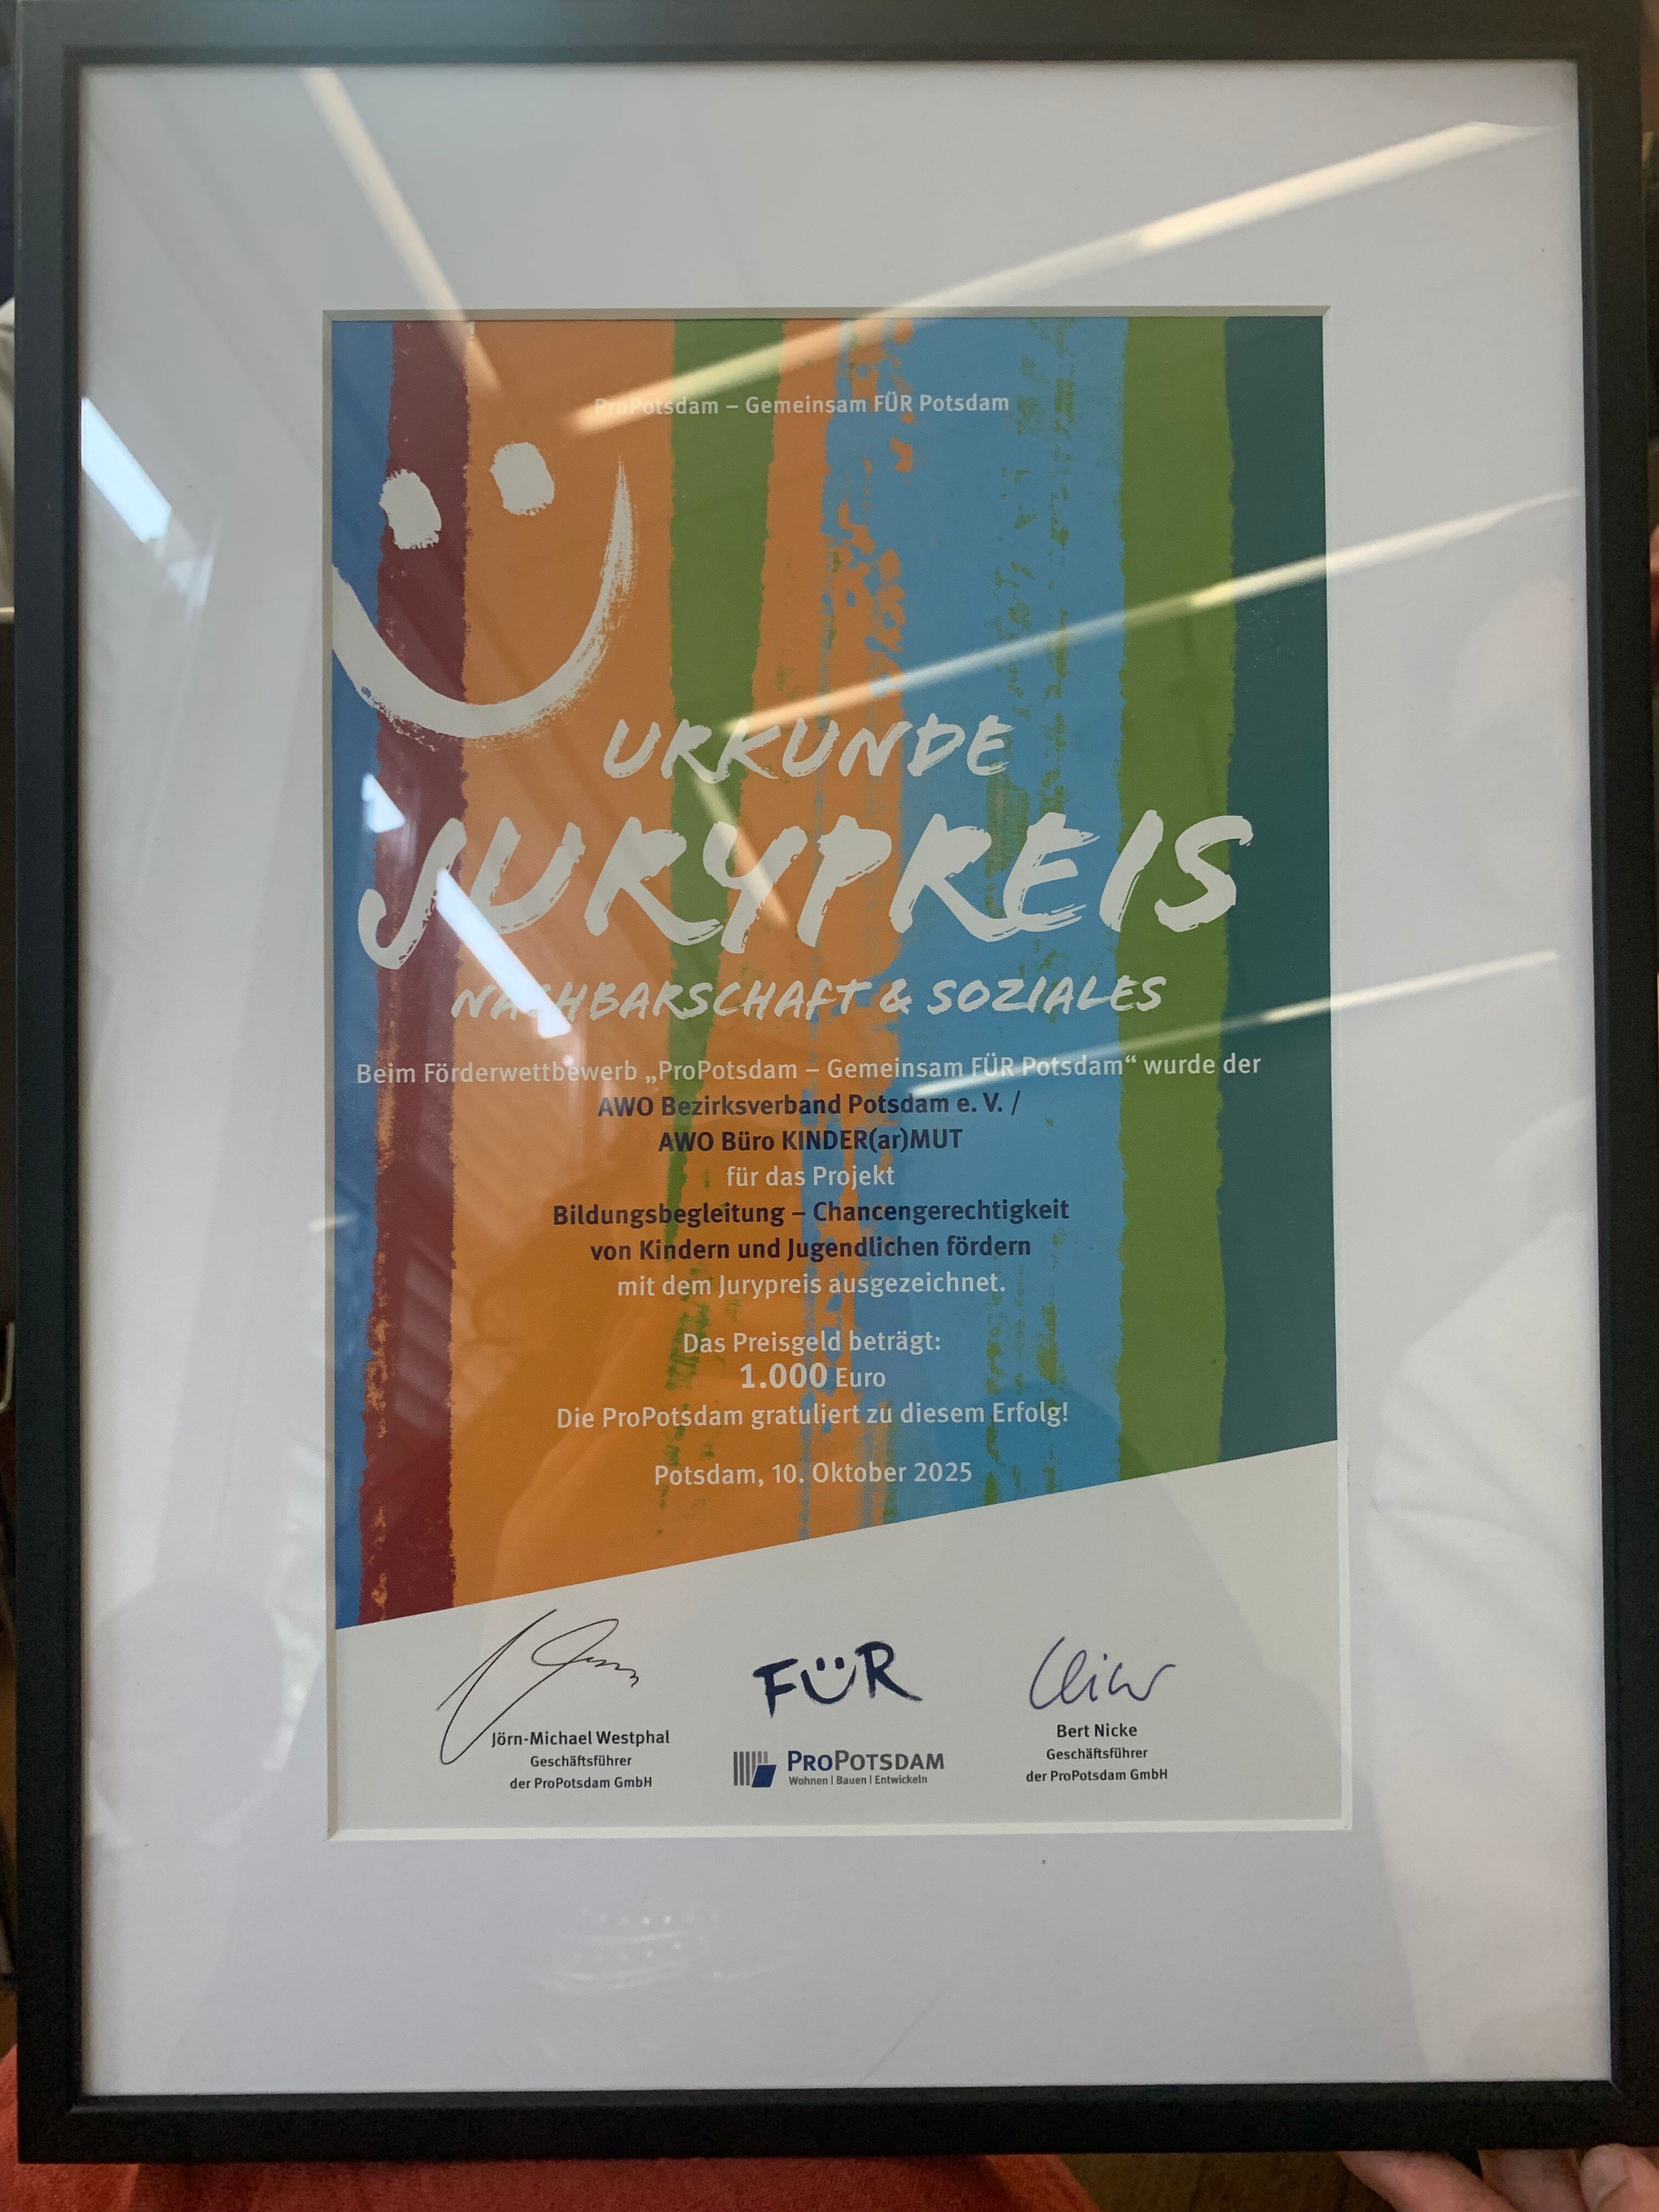 ProPotsdam – Gemeinsam FÜR Potsdam
URKUNDE
JURYPREIS
NACHBARSCHAFT & SOZIALES
Beim Förderwettbewerb „ProPotsdam – Gemeinsam FÜR Potsdam“ wurde der
AWO Bezirksverband Potsdam e. V. /
AWO Büro KINDER(ar)MUT
für das Projekt
Bildungsbegleitung – Chancengerechtigkeit
von Kindern und Jugendlichen fördern
mit dem Jurypreis ausgezeichnet.
Das Preisgeld beträgt:
1.000 Euro
Die ProPotsdam gratuliert zu diesem Erfolg!
Potsdam, 10. Oktober 2025
Jörn-Michael Westphal
Geschäftsführer
der ProPotsdam GmbH
FÜR
PROPOTSDAM
Wohnen | Bauen | Entwickeln
Bert Nicke
Geschäftsführer
der ProPotsdam GmbH